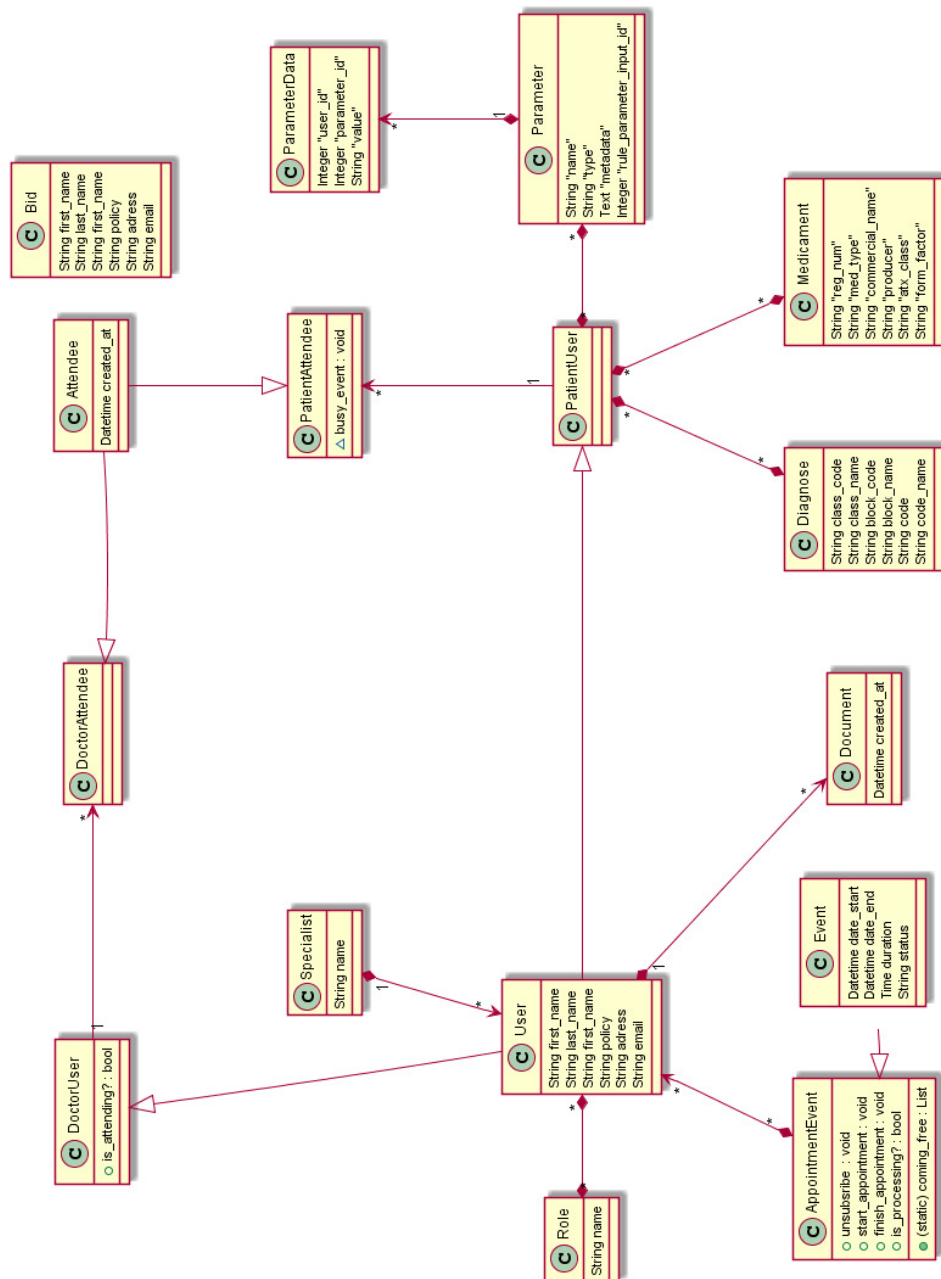 C DoctorUser
is_attending? : bool
1
*
C DoctorAttendee
C Attendee
Datetime created_at
C Bid
String first_name
String last_name
String first_name
String policy
String adress
String email
C Specialist
String name
1
*
C PatientAttendee
busy_event : void
*
1
C ParameterData
Integer "user_id"
Integer "parameter_id"
String "value"
*
1
C Role
String name
*
*
C User
String first_name
String last_name
String first_name
String policy
String adress
String email
C PatientUser
*
*
C Parameter
String "name"
String "type"
Text "metadata"
Integer "rule_parameter_input_id"
*
1
*
*
*
C AppointmentEvent
unsubsribe : void
start_appointment : void
finish_appointment : void
is_processing? : bool
(static) coming_free : List
*
C Event
Datetime date_start
Datetime date_end
Time duration
String status
*
C Document
Datetime created_at
*
C Diagnose
String class_code
String class_name
String block_code
String block_name
String code
String code_name
*
C Medicament
String "reg_num"
String "med_type"
String "commercial_name"
String "producer"
String "atx_class"
String "form_factor"